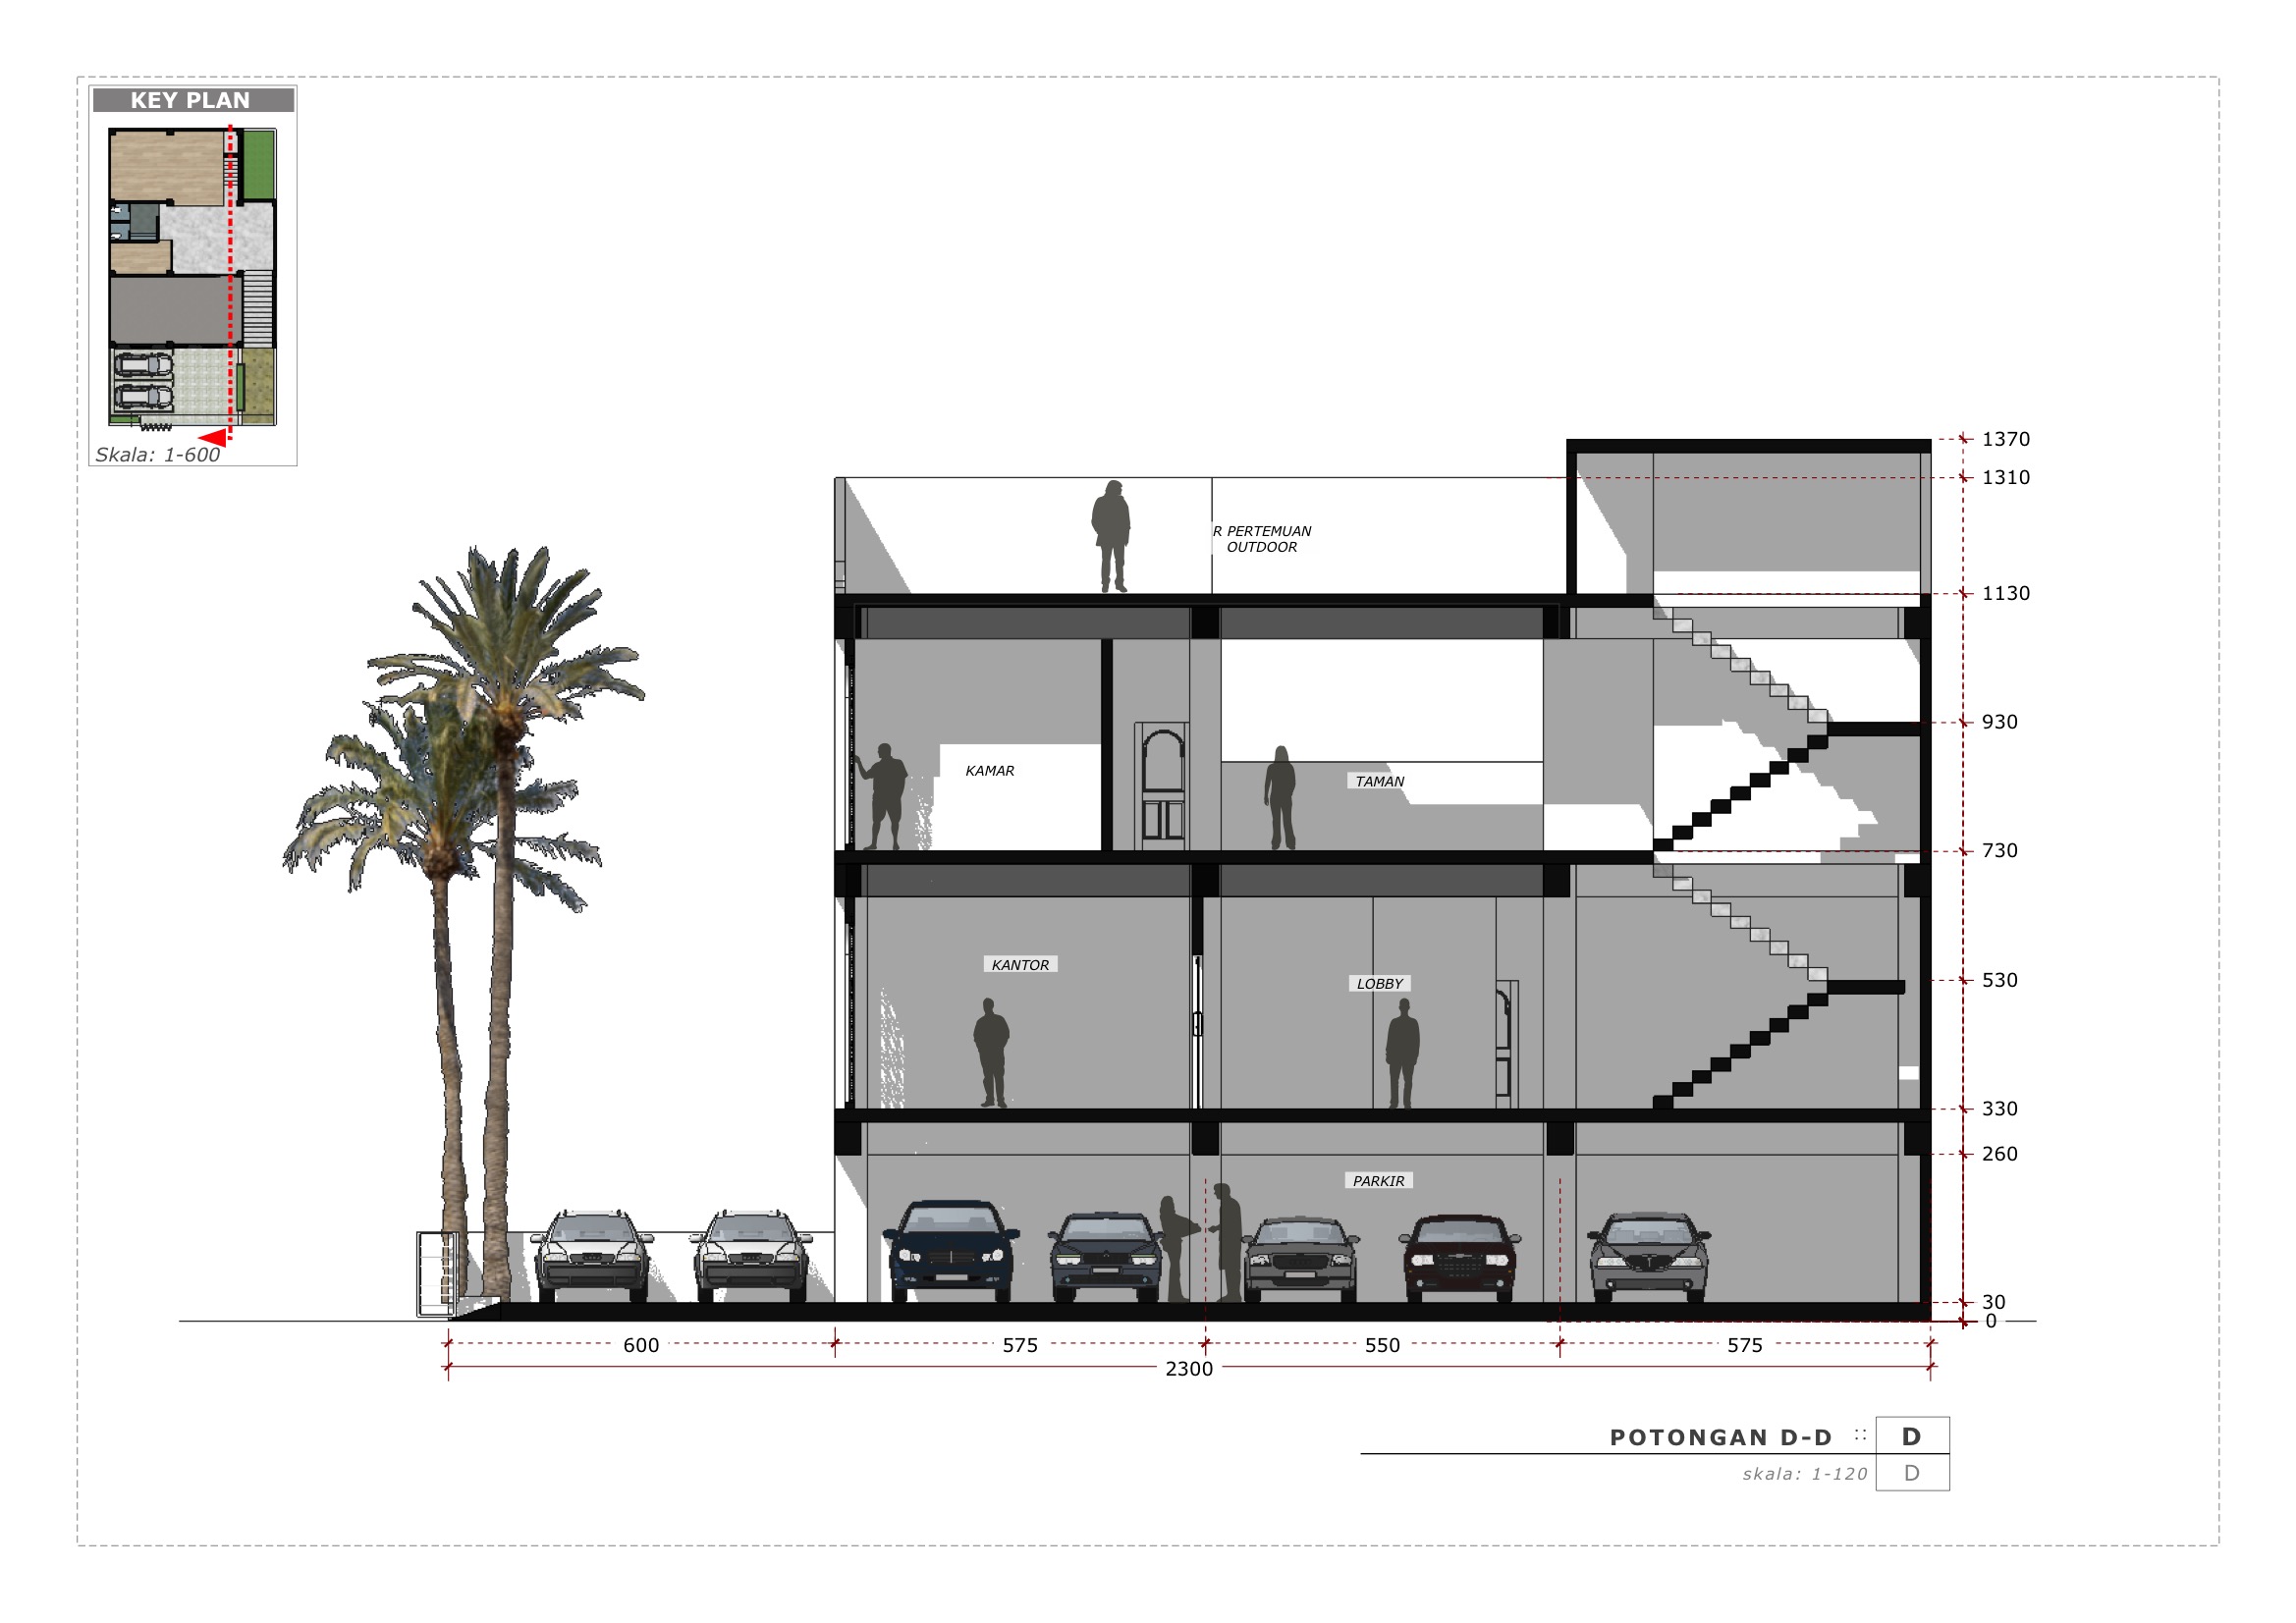 KEY PLAN
Skala: 1-600
1370
1310
R PERTEMUAN
OUTDOOR
1130
930
KAMAR
TAMAN
730
KANTOR
LOBBY
530
330
260
PARKIR
30
0
600
575
550
575
2300
POTONGAN D-D :: D
skala: 1-120 D